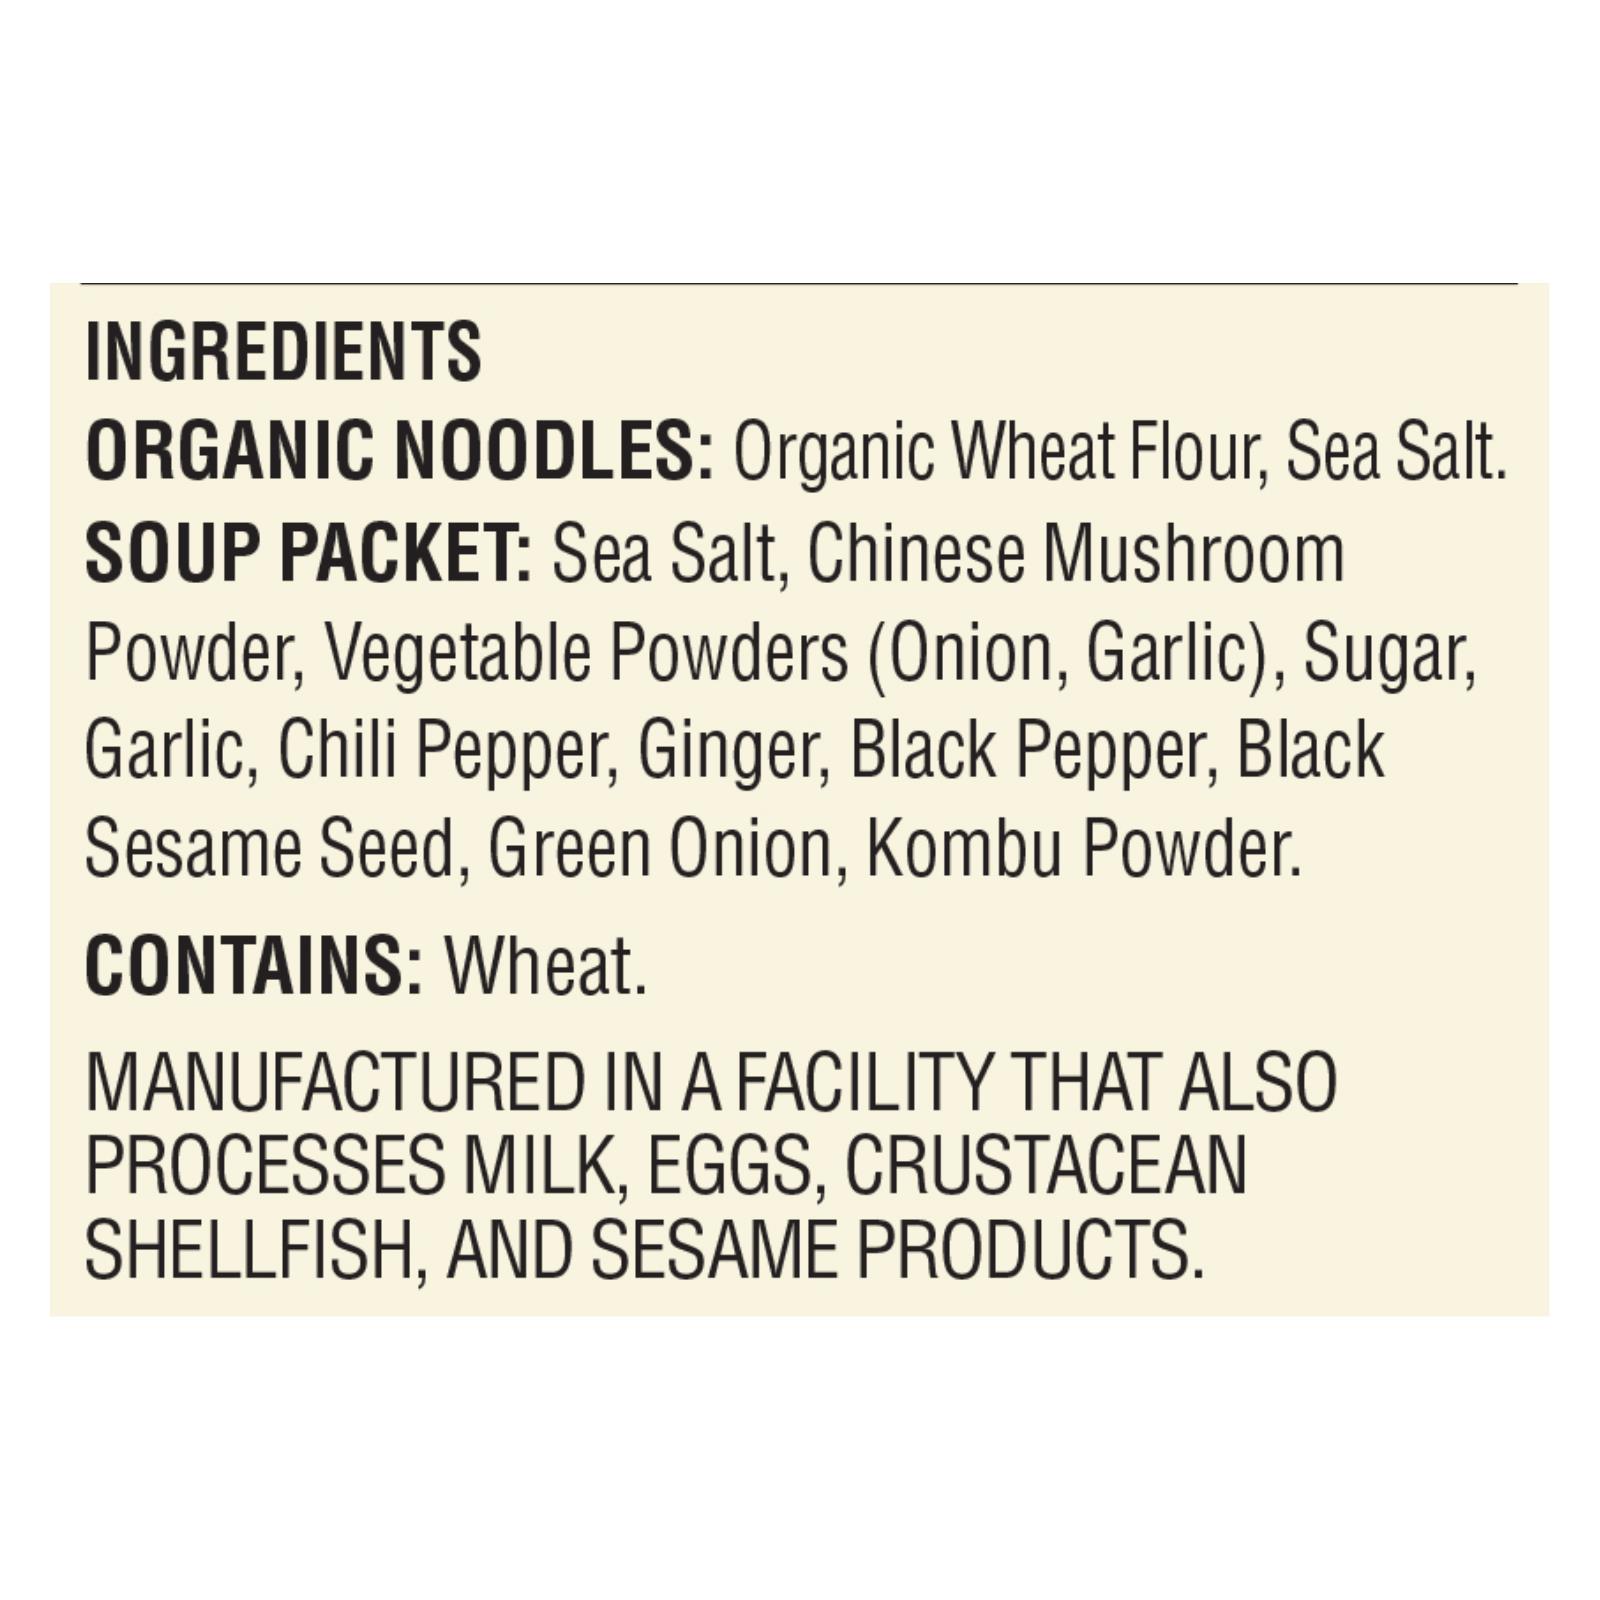 INGREDIENTS
ORGANIC NOODLES: Organic Wheat Flour, Sea Salt.
SOUP PACKET: Sea Salt, Chinese Mushroom
Powder, Vegetable Powders (Onion, Garlic), Sugar,
Garlic, Chili Pepper, Ginger, Black Pepper, Black
Sesame Seed, Green Onion, Kombu Powder.
CONTAINS: Wheat.
MANUFACTURED IN A FACILITY THAT ALSO
PROCESSES MILK, EGGS, CRUSTACEAN
SHELLFISH, AND SESAME PRODUCTS.